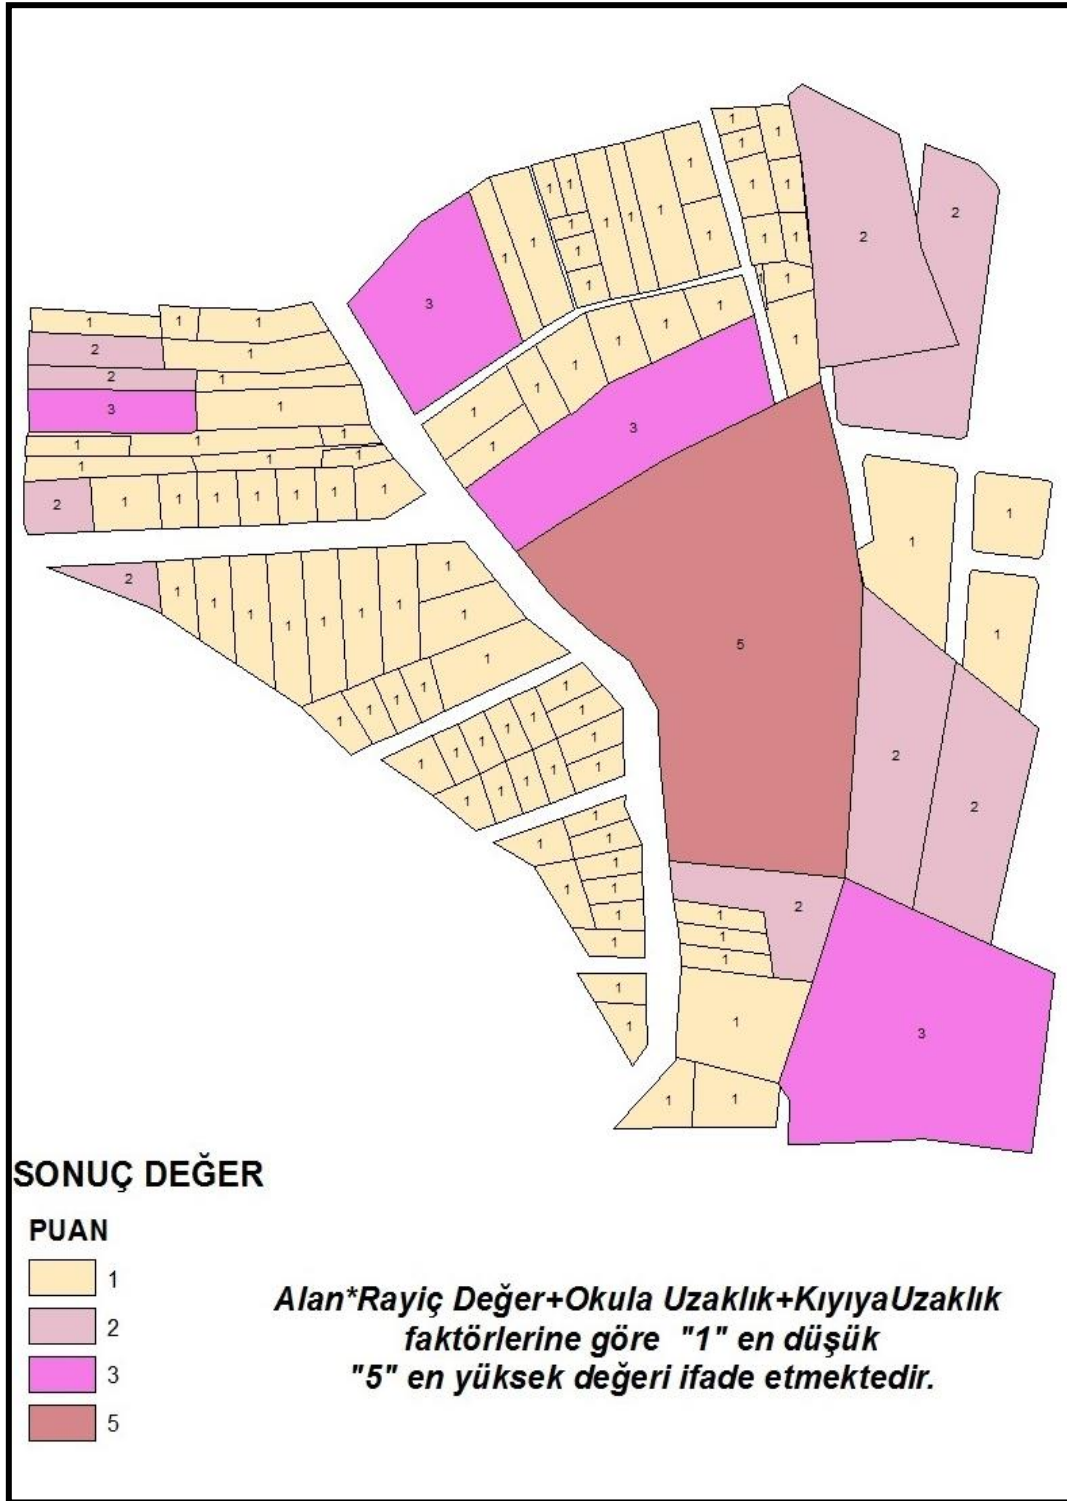 SONUÇ DEĞER
PUAN
1
2
3
5
Alan*Rayiç Değer+Okula Uzaklık+KıyıyaUzaklık
faktörlerine göre "1" en düşük
"5" en yüksek değeri ifade etmektedir.